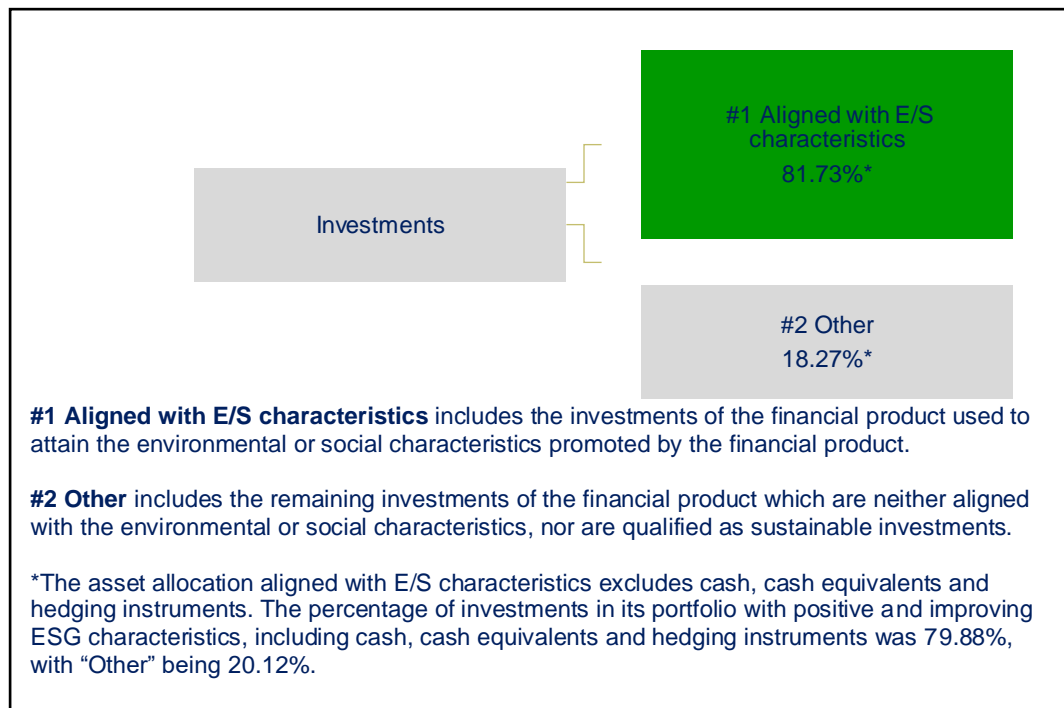 #1 Aligned with E/S
characteristics
81.73%*
Investments
#2 Other
18.27%*
#1 Aligned with E/S characteristics includes the investments of the financial product used to
attain the environmental or social characteristics promoted by the financial product.
#2 Other includes the remaining investments of the financial product which are neither aligned
with the environmental or social characteristics, nor are qualified as sustainable investments.
*The asset allocation aligned with E/S characteristics excludes cash, cash equivalents and
hedging instruments. The percentage of investments in its portfolio with positive and improving
ESG characteristics, including cash, cash equivalents and hedging instruments was 79.88%,
with “Other” being 20.12%.